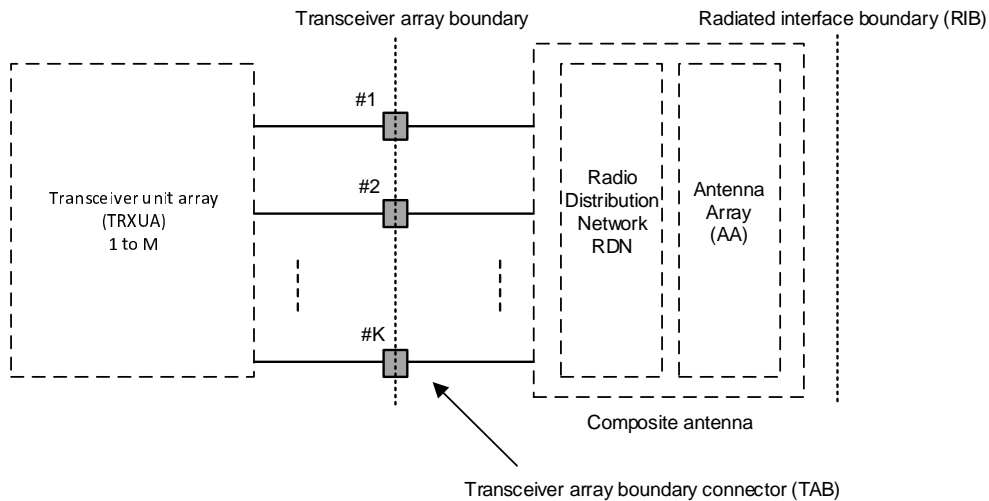 Transceiver array boundary
Radiated interface boundary (RIB)
#1
#2
#K
Transceiver unit array
(TRXUA)
1 to M
Radio
Distribution
Network
RDN
Antenna
Array
(AA)
Composite antenna
Transceiver array boundary connector (TAB)